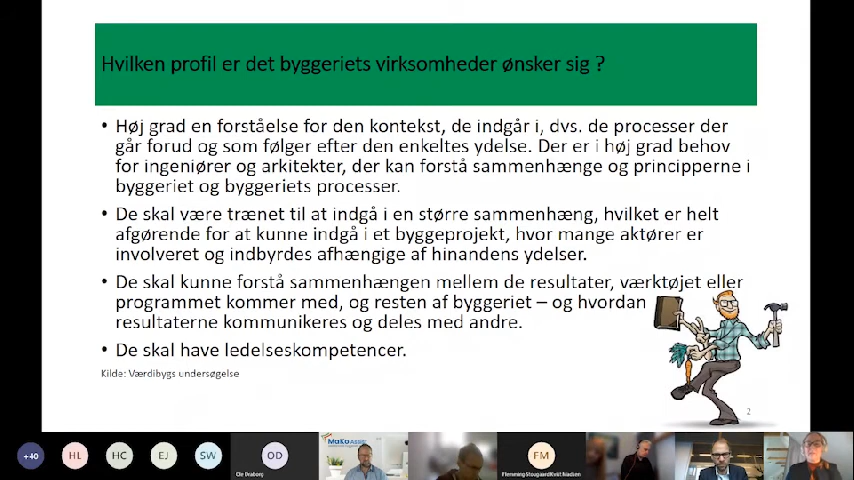 Hvilken profil er det byggeriets virksomheder ønsker sig ?
• Høj grad en forståelse for den kontekst, de indgår i, dvs. de processer der
går forud og som følger efter den enkeltes ydelse. Der er i høj grad behov
for ingeniører og arkitekter, der kan forstå sammenhænge og principperne i
byggeriet og byggeriets processer.
• De skal være trænet til at indgå i en større sammenhæng, hvilket er helt
afgørende for at kunne indgå i et byggeprojekt, hvor mange aktører er
involveret og indbyrdes afhængige af hinandens ydelser.
• De skal kunne forstå sammenhængen mellem de resultater, værktøjet eller
programmet kommer med, og resten af byggeriet – og hvordan
resultaterne kommunikeres og deles med andre.
• De skal have ledelseskompetencer.
Kilde: Værdibygs undersøgelse
2
+40
HL
HC
EJ
SW
OD
Ole Draborg
MaKoAssist
FM